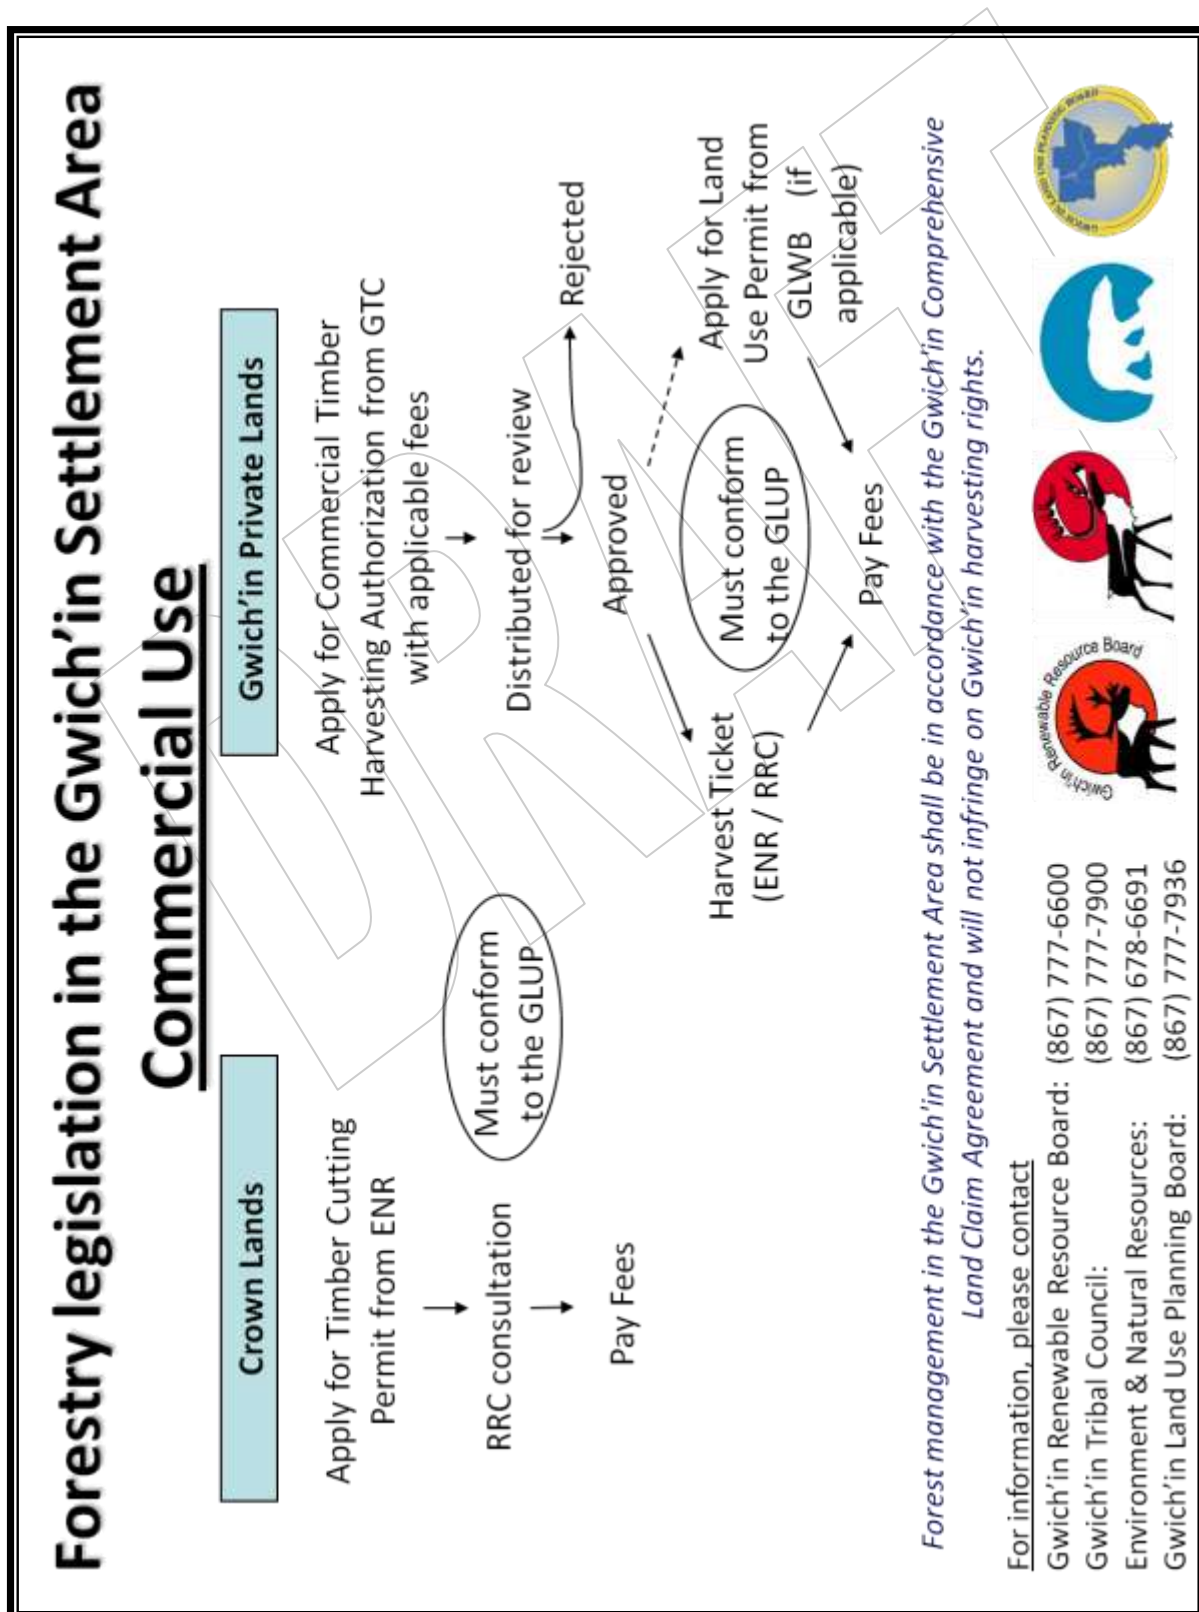 Forestry legislation in the Gwich'in Settlement Area
Commercial Use
Crown Lands
Apply for Timber Cutting
Permit from ENR
RRC consultation
Pay Fees
Must conform
to the GLUP
Gwich'in Private Lands
Apply for Commercial Timber
Harvesting Authorization from GTC
with applicable fees
Distributed for review
Rejected
Approved
Harvest Ticket
(ENR / RRC)
Must conform
to the GLUP
Apply for Land
Use Permit from
GLWB (if
applicable)
Pay Fees
Forest management in the Gwich'in Settlement Area shall be in accordance with the Gwich'in Comprehensive
Land Claim Agreement and will not infringe on Gwich'in harvesting rights.
For information, please contact
Gwich'in Renewable Resource Board: (867) 777-6600
Gwich'in Tribal Council: (867) 777-7900
Environment & Natural Resources: (867) 678-6691
Gwich'in Land Use Planning Board: (867) 777-7936
Gwich'in Renewable Resource Board
GWICH'IN LAND USE PLANNING BOARD
DRAFT